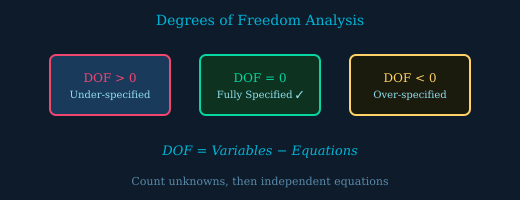 Degrees of Freedom Analysis
DOF > 0
Under-specified
DOF = 0
Fully Specified ✓
DOF < 0
Over-specified
DOF = Variables − Equations
Count unknowns, then independent equations